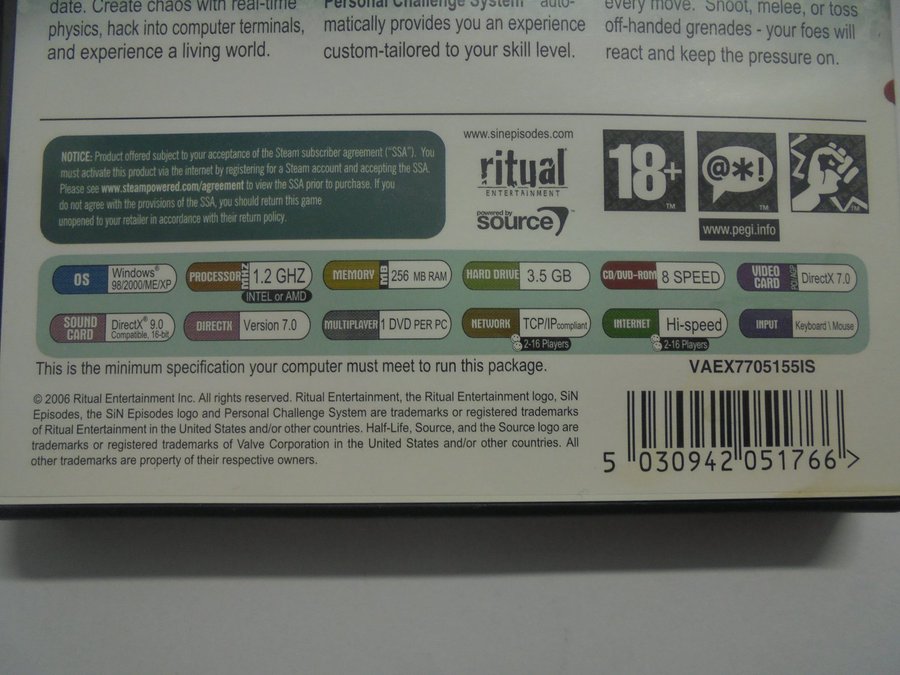 date. Create chaos with real-time
physics, hack into computer terminals,
and experience a living world.
Personal Challenge System - auto-
matically provides you an experience
custom-tailored to your skill level.
every move. Shoot, melee, or toss
off-handed grenades - your foes will
react and keep the pressure on.
NOTICE: Product offered subject to your acceptance of the Steam subscriber agreement ("SSA"). You
must activate this product via the internet by registering for a Steam account and accepting the SSA.
Please see www.steampowered.com/agreement to view the SSA prior to purchase. If you
do not agree with the provisions of the SSA, you should return this game
unopened to your retailer in accordance with their return policy.
www.sinepisodes.com
ritual
ENTERTAINMENT
powered by
source7™
18+
TM
@*!
TM
TM
www.pegi.info
OS Windows® 98/2000/ME/XP
PROCESSOR MHZ 1.2 GHZ
INTEL or AMD
MEMORY MB 256 MB RAM
HARD DRIVE 3.5 GB
CD/DVD-ROM 8 SPEED
VIDEO CARD PCI/AGP DirectX 7.0
SOUND CARD DirectX® 9.0 Compatible, 16-bit
DIRECTX Version 7.0
MULTIPLAYER 1 DVD PER PC
NETWORK TCP/IP compliant
2-16 Players
INTERNET Hi-speed
2-16 Players
INPUT Keyboard \ Mouse
This is the minimum specification your computer must meet to run this package.
VAEX7705155IS
© 2006 Ritual Entertainment Inc. All rights reserved. Ritual Entertainment, the Ritual Entertainment logo, SiN
Episodes, the SiN Episodes logo and Personal Challenge System are trademarks or registered trademarks
of Ritual Entertainment in the United States and/or other countries. Half-Life, Source, and the Source logo are
trademarks or registered trademarks of Valve Corporation in the United States and/or other countries. All
other trademarks are property of their respective owners.
5 030942 051766 >